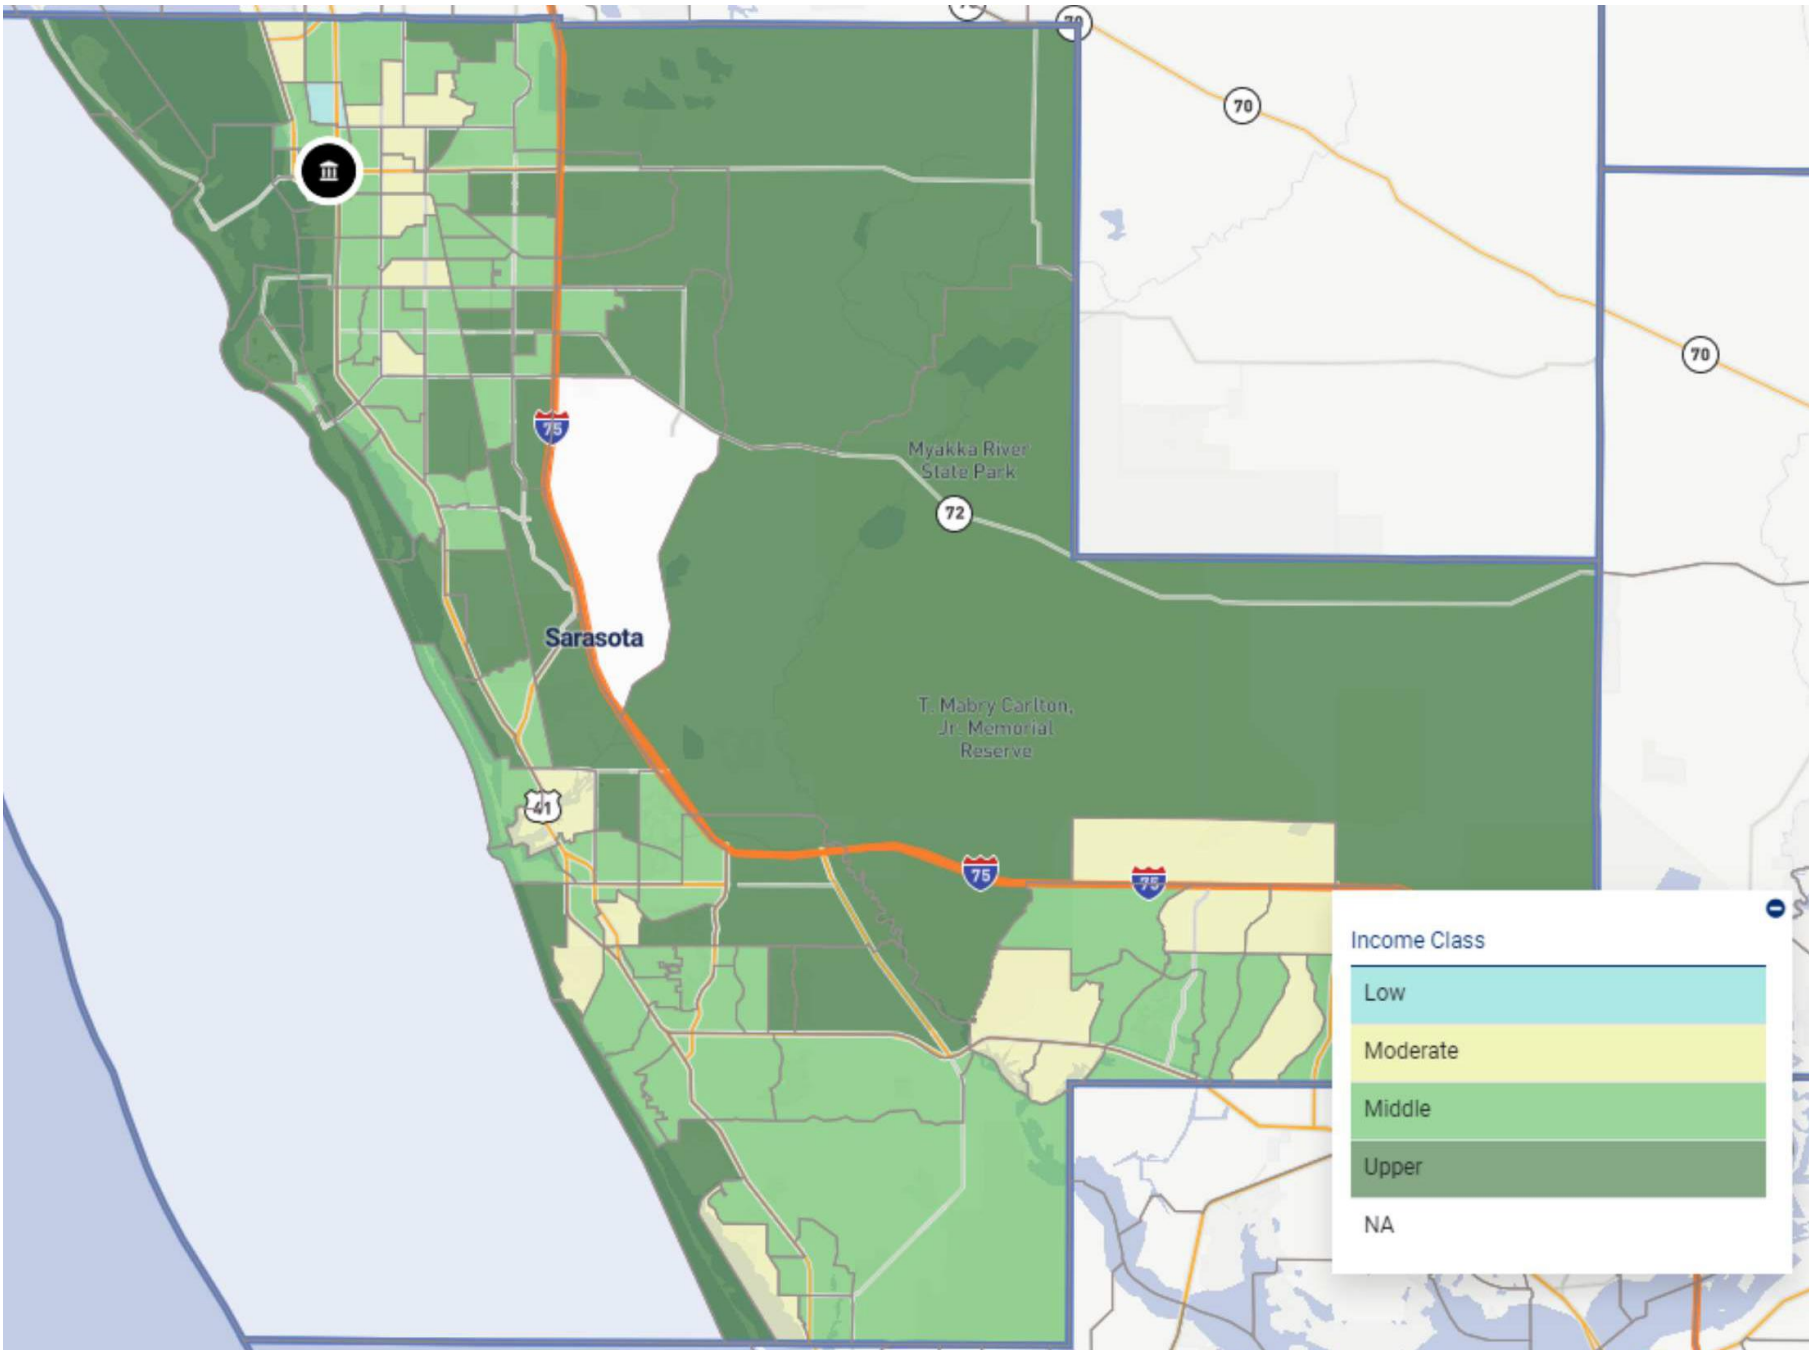 70
70
70
75
Myakka River
State Park
72
Sarasota
T. Mabry Carlton,
Jr. Memorial
Reserve
41
75
75
Income Class
Low
Moderate
Middle
Upper
NA